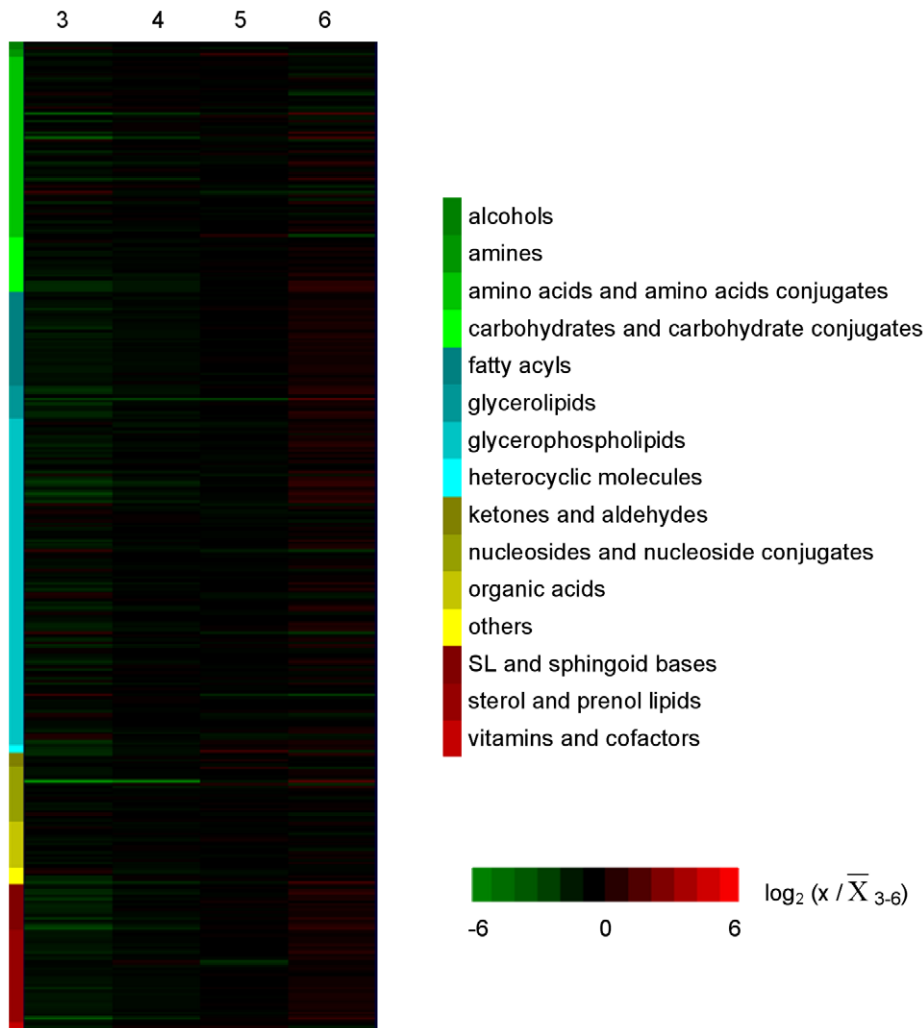 3 4 5 6
alcohols
amines
amino acids and amino acids conjugates
carbohydrates and carbohydrate conjugates
fatty acyls
glycerolipids
glycerophospholipids
heterocyclic molecules
ketones and aldehydes
nucleosides and nucleoside conjugates
organic acids
others
SL and sphingoid bases
sterol and prenol lipids
vitamins and cofactors
log₂ (x / X̅ ₃₋₆)
-6 0 6